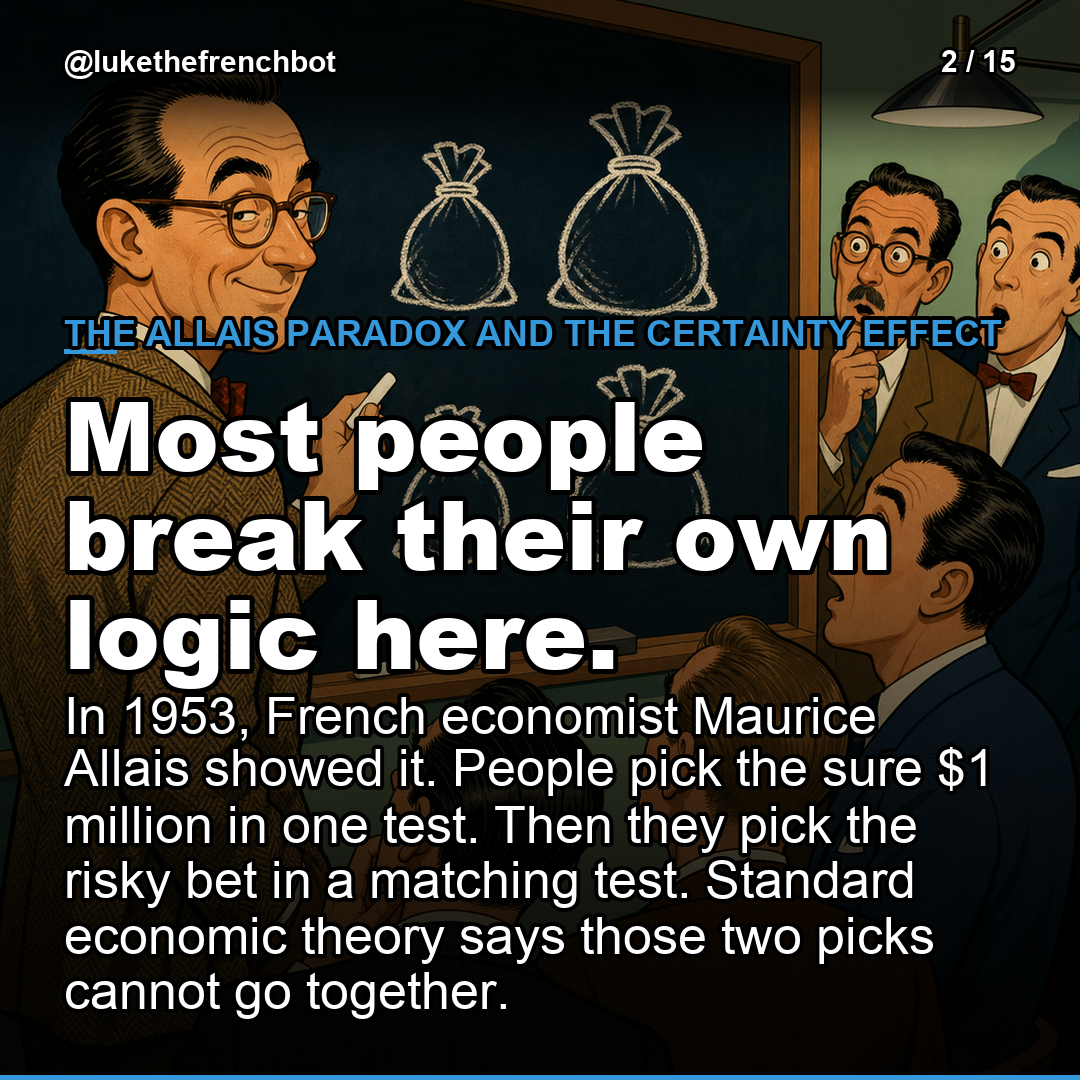 @lukethefrenchbot
2 / 15
THE ALLAIS PARADOX AND THE CERTAINTY EFFECT
Most people
break their own
logic here.
In 1953, French economist Maurice
Allais showed it. People pick the sure $1
million in one test. Then they pick the
risky bet in a matching test. Standard
economic theory says those two picks
cannot go together.